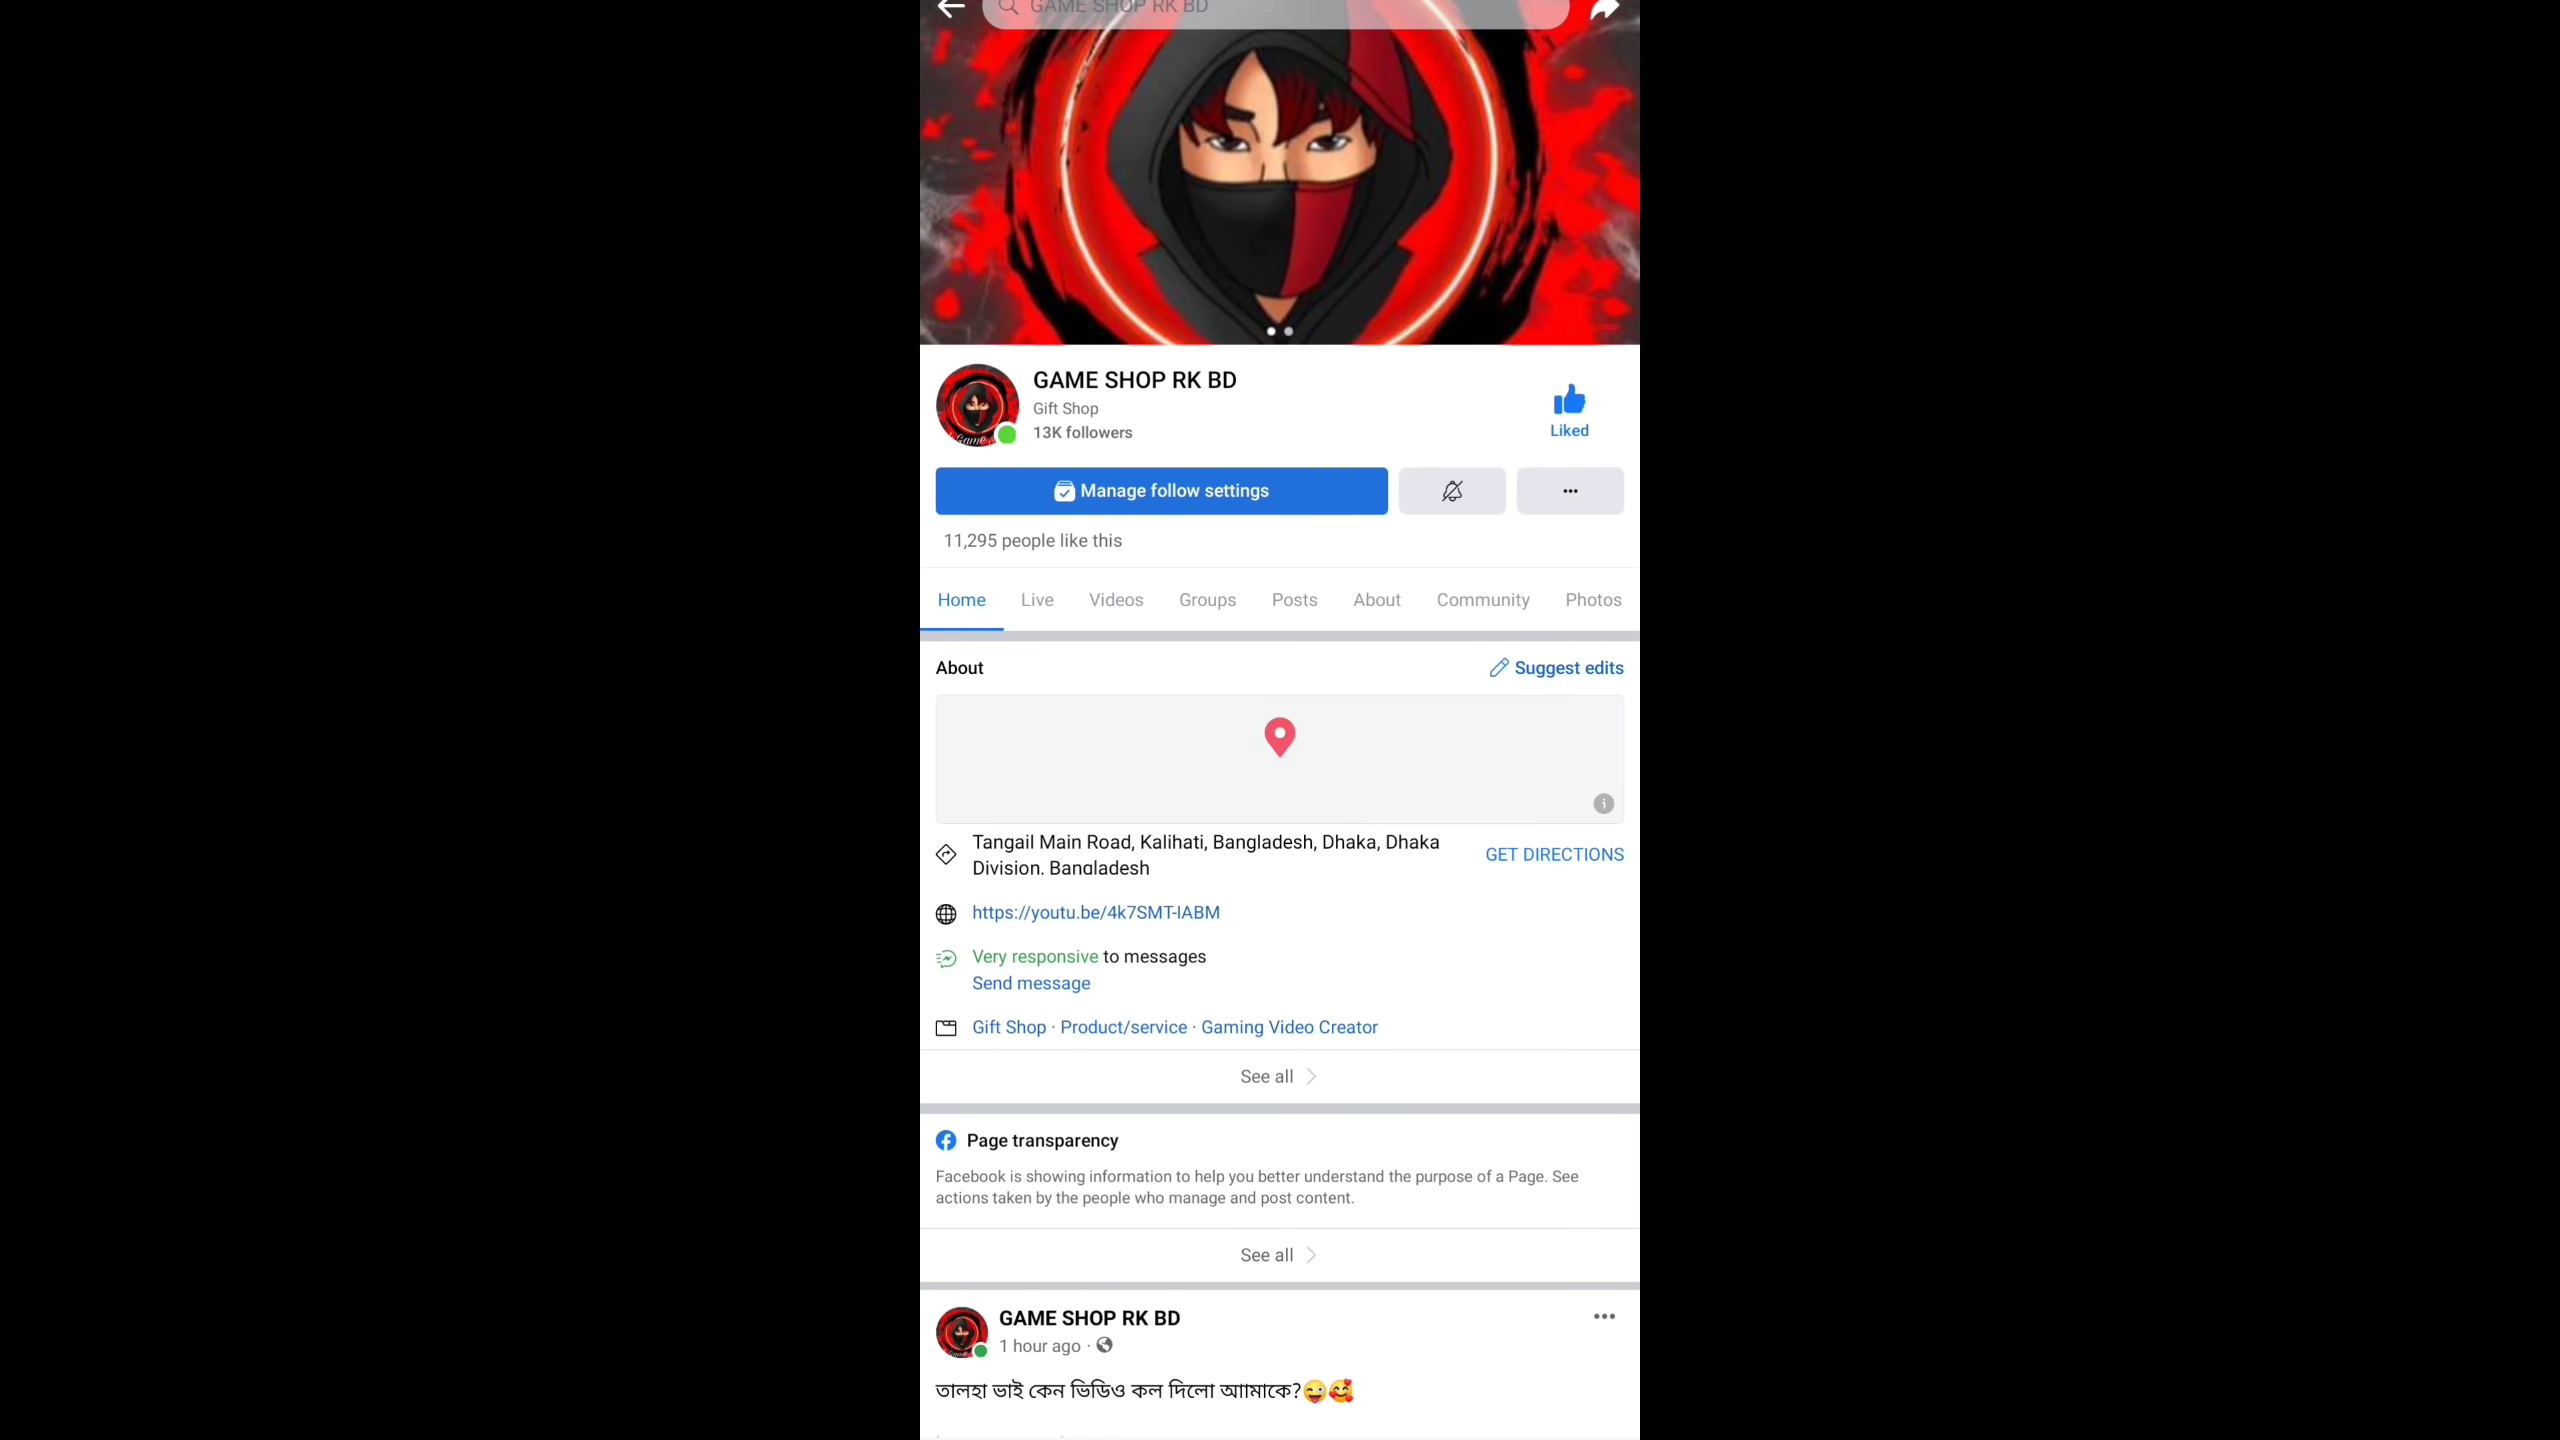 GAME SHOP RK BD
GAME SHOP RK BD
Gift Shop
13K followers
Liked
Manage follow settings
11,295 people like this
Home Live Videos Groups Posts About Community Photos
About
Suggest edits
Tangail Main Road, Kalihati, Bangladesh, Dhaka, Dhaka
Division, Bangladesh
GET DIRECTIONS
https://youtu.be/4k7SMT-IABM
Very responsive to messages
Send message
Gift Shop · Product/service · Gaming Video Creator
See all
Page transparency
Facebook is showing information to help you better understand the purpose of a Page. See
actions taken by the people who manage and post content.
See all
GAME SHOP RK BD
1 hour ago ·
তালহা ভাই কেন ভিডিও কল দিলো আামাকে?😜🥰